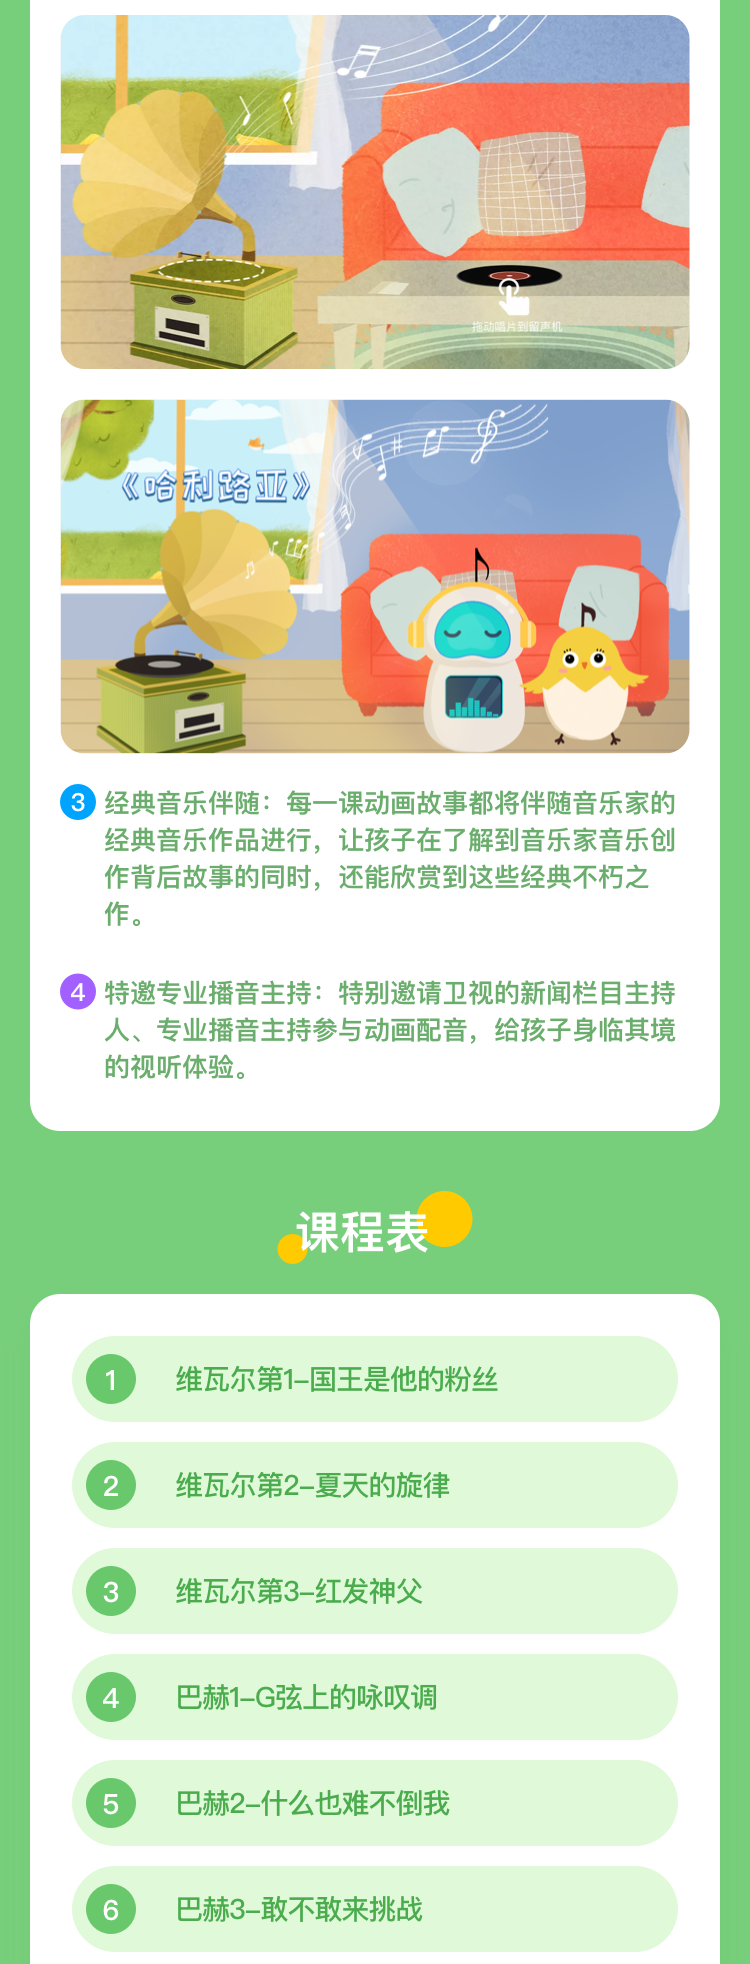 拖动唱片到留声机
《哈利路亚》
3 经典音乐伴随：每一课动画故事都将伴随音乐家的
经典音乐作品进行，让孩子在了解到音乐家音乐创
作背后故事的同时，还能欣赏到这些经典不朽之
作。
4 特邀专业播音主持：特别邀请卫视的新闻栏目主持
人、专业播音主持参与动画配音，给孩子身临其境
的视听体验。
课程表
1 维瓦尔第1-国王是他的粉丝
2 维瓦尔第2-夏天的旋律
3 维瓦尔第3-红发神父
4 巴赫1-G弦上的咏叹调
5 巴赫2-什么也难不倒我
6 巴赫3-敢不敢来挑战